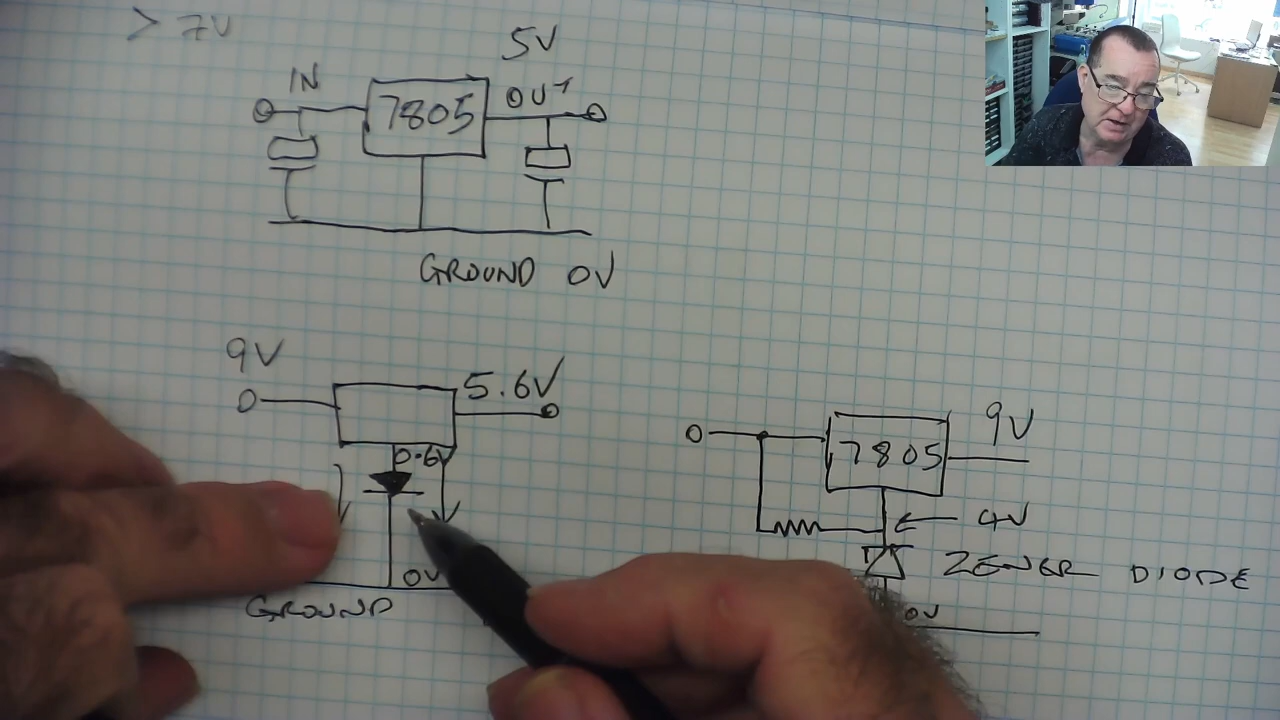 > 7V
5V
IN
7805
OUT
GROUND 0V
9V
5.6V
0.6V
0V
GROUND
9V
7805
4V
ZENER DIODE
0V